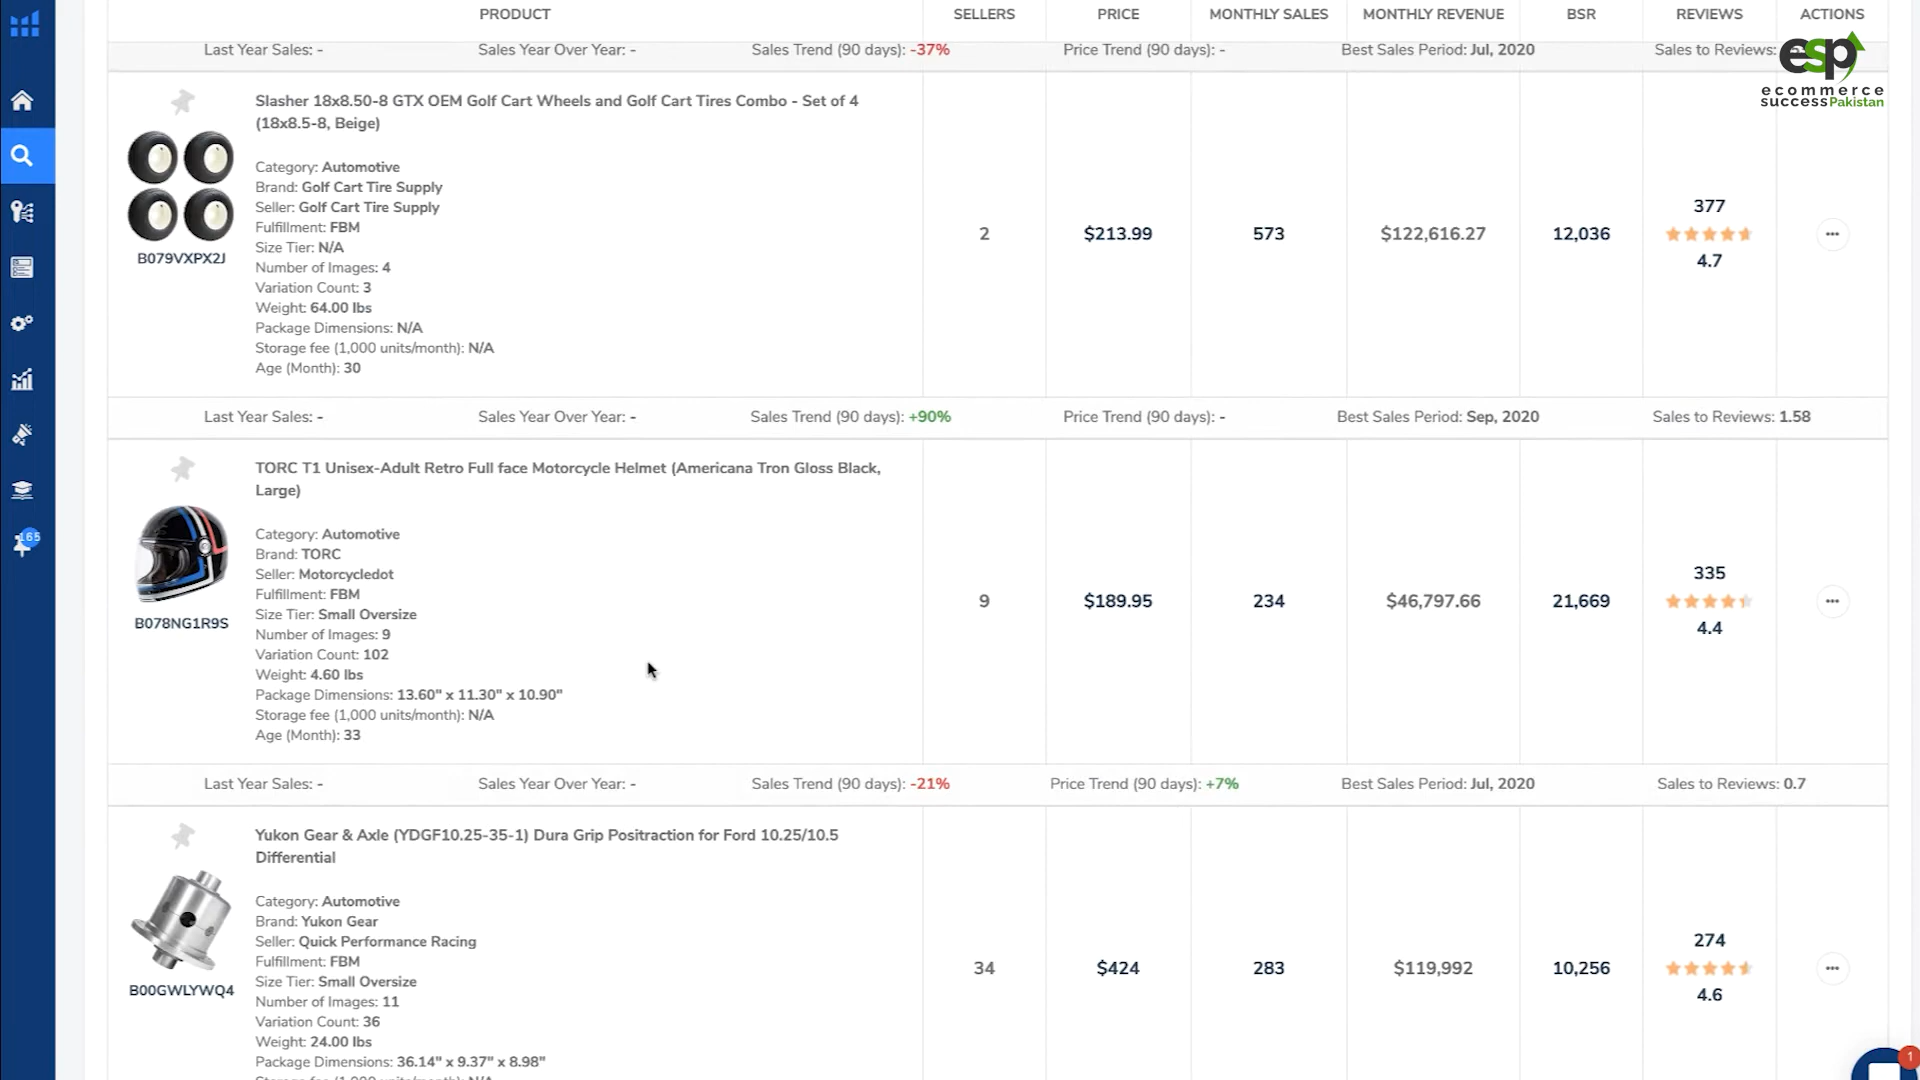 PRODUCT SELLERS PRICE MONTHLY SALES MONTHLY REVENUE BSR REVIEWS ACTIONS
Last Year Sales: - Sales Year Over Year: - Sales Trend (90 days): -37% Price Trend (90 days): - Best Sales Period: Jul, 2020 Sales to Reviews:
esp
ecommerce
success Pakistan
Slasher 18x8.50-8 GTX OEM Golf Cart Wheels and Golf Cart Tires Combo - Set of 4
(18x8.5-8, Beige)
Category: Automotive
Brand: Golf Cart Tire Supply
Seller: Golf Cart Tire Supply
Fulfillment: FBM
Size Tier: N/A
Number of Images: 4
Variation Count: 3
Weight: 64.00 lbs
Package Dimensions: N/A
Storage fee (1,000 units/month): N/A
Age (Month): 30
B079VXPX2J
2 $213.99 573 $122,616.27 12,036
377
4.7
Last Year Sales: - Sales Year Over Year: - Sales Trend (90 days): +90% Price Trend (90 days): - Best Sales Period: Sep, 2020 Sales to Reviews: 1.58
TORC T1 Unisex-Adult Retro Full face Motorcycle Helmet (Americana Tron Gloss Black,
Large)
Category: Automotive
Brand: TORC
Seller: Motorcycledot
Fulfillment: FBM
Size Tier: Small Oversize
Number of Images: 9
Variation Count: 102
Weight: 4.60 lbs
Package Dimensions: 13.60" x 11.30" x 10.90"
Storage fee (1,000 units/month): N/A
Age (Month): 33
B078NG1R9S
9 $189.95 234 $46,797.66 21,669
335
4.4
165
Last Year Sales: - Sales Year Over Year: - Sales Trend (90 days): -21% Price Trend (90 days): +7% Best Sales Period: Jul, 2020 Sales to Reviews: 0.7
Yukon Gear & Axle (YDGF10.25-35-1) Dura Grip Positraction for Ford 10.25/10.5
Differential
Category: Automotive
Brand: Yukon Gear
Seller: Quick Performance Racing
Fulfillment: FBM
Size Tier: Small Oversize
Number of Images: 11
Variation Count: 36
Weight: 24.00 lbs
Package Dimensions: 36.14" x 9.37" x 8.98"
Storage fee (1,000 units/month): N/A
B00GWLYWQ4
34 $424 283 $119,992 10,256
274
4.6
1